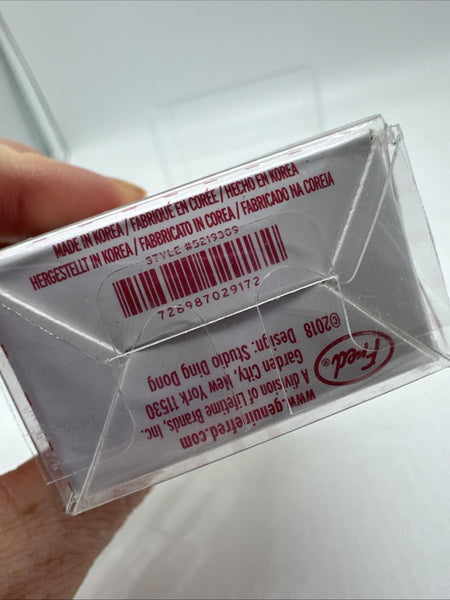 MADE IN KOREA / FABRIQUÉ EN CORÉE / HECHO EN KOREA
HERGESTELLT IN KOREA / FABBRICATO IN COREA / FABRICADO NA COREIA
STYLE #5219309
728987029172
Fred®
©2018 Design: Studio Ding Dong
Garden City, New York 11530
A division of Lifetime Brands, Inc.
www.genuinefred.com